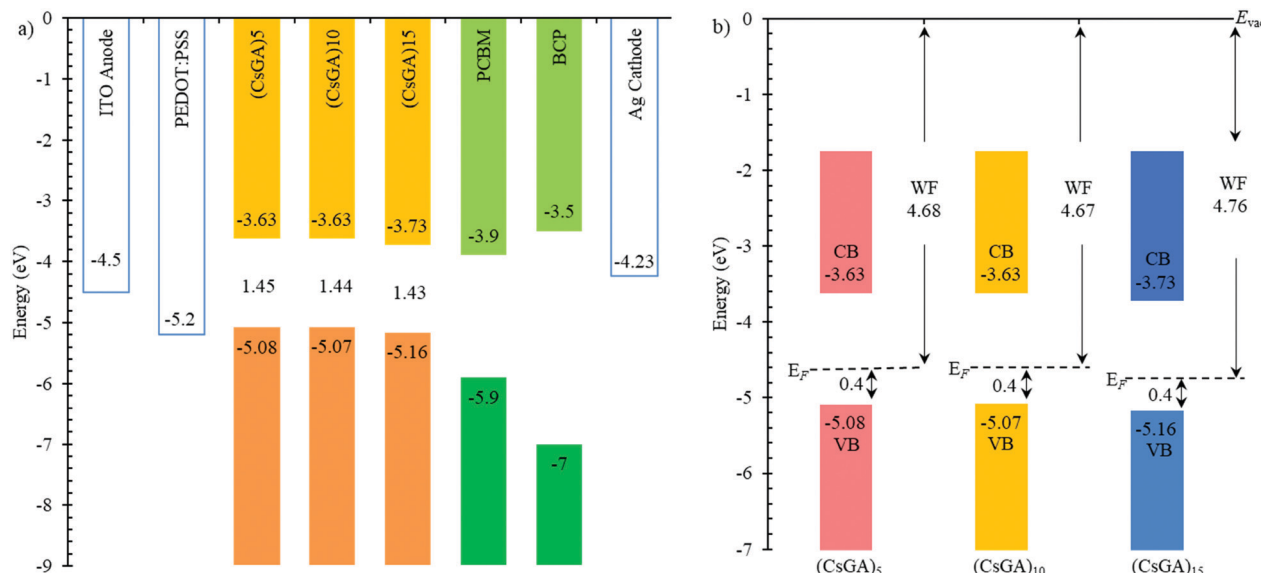 a)
0
-1
-2
-3
-4
-5
-6
-7
-8
-9
Energy (eV)
ITO Anode
PEDOT:PSS
(CsGA)5
(CsGA)10
(CsGA)15
PCBM
BCP
Ag Cathode
-4.5
-5.2
-3.63
-3.63
-3.73
-3.9
-3.5
-4.23
1.45
1.44
1.43
-5.08
-5.07
-5.16
-5.9
-7
b)
0
-1
-2
-3
-4
-5
-6
-7
Energy (eV)
Evac
WF
4.68
WF
4.67
WF
4.76
CB
-3.63
CB
-3.63
CB
-3.73
EF
0.4
EF
0.4
EF
0.4
-5.08
VB
-5.07
VB
-5.16
VB
(CsGA)5
(CsGA)10
(CsGA)15